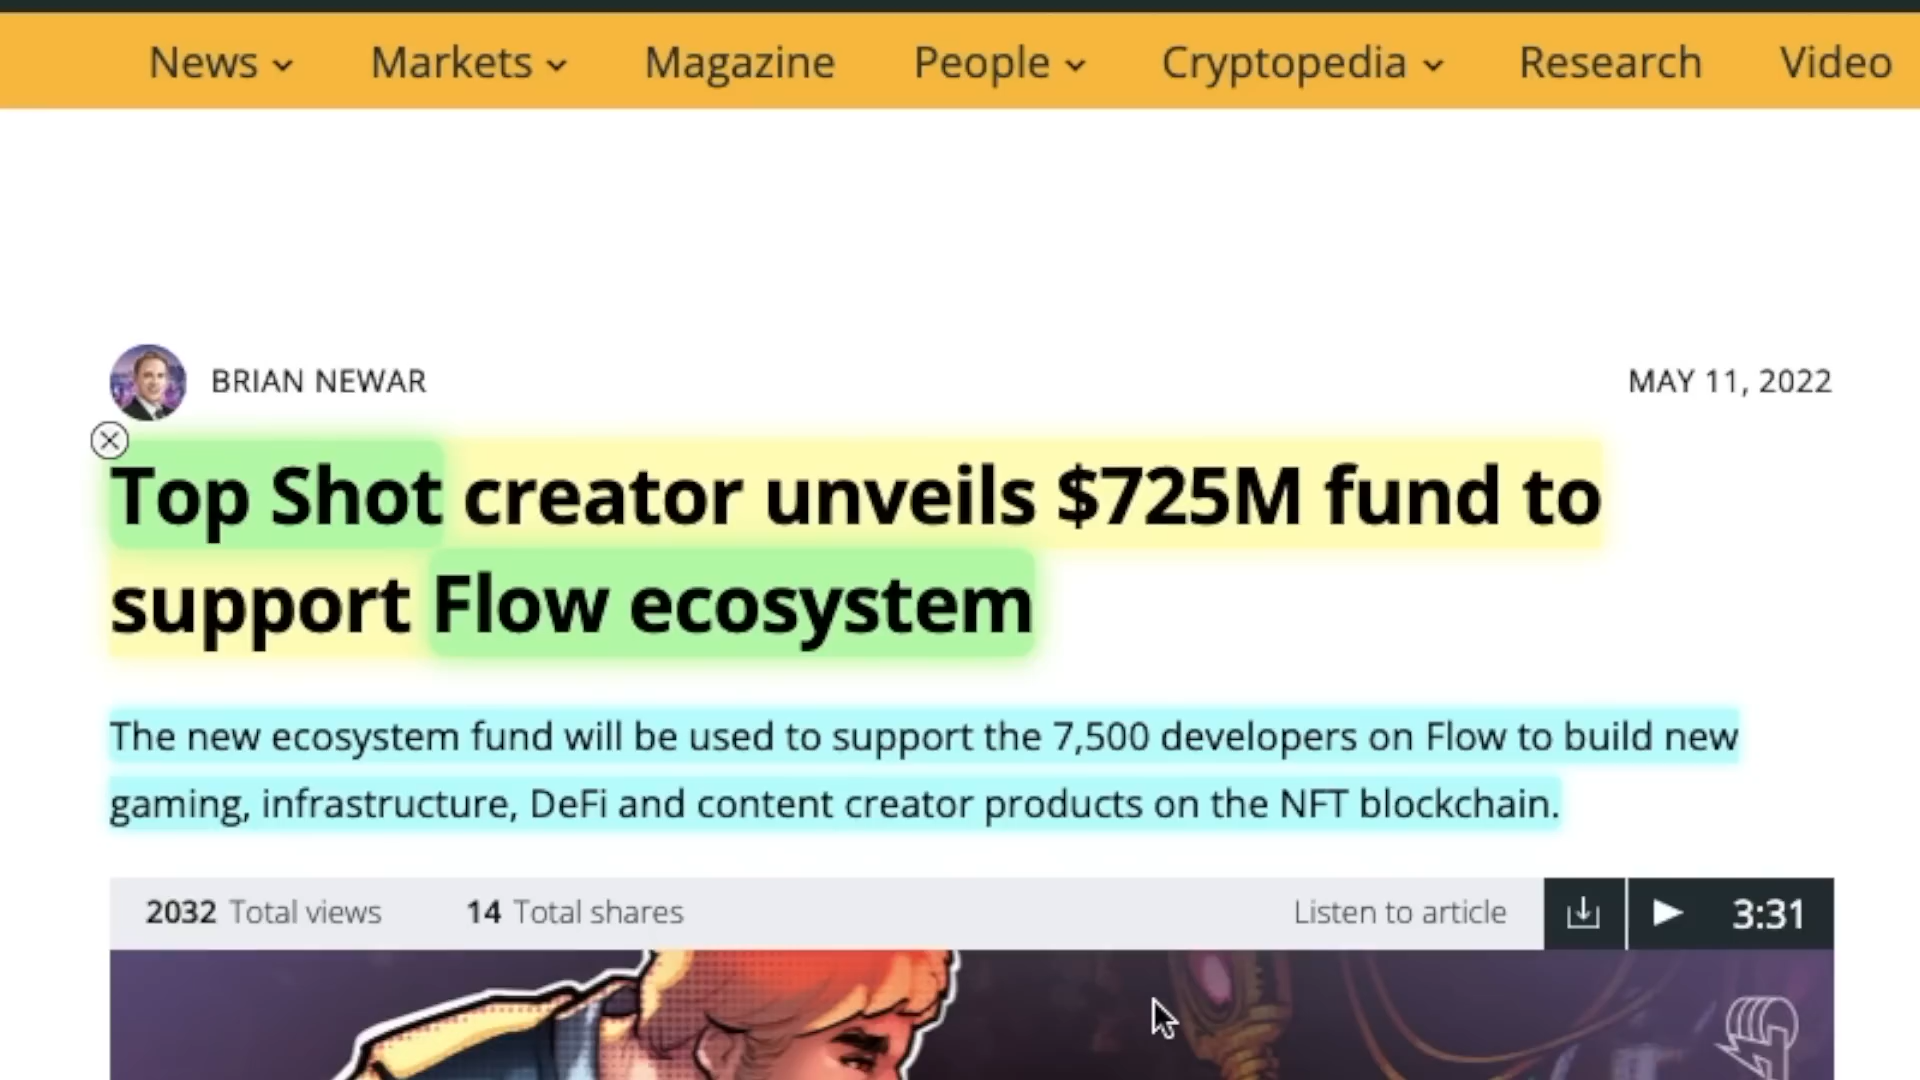 News Markets Magazine People Cryptopedia Research Video
BRIAN NEWAR MAY 11, 2022
Top Shot creator unveils $725M fund to
support Flow ecosystem
The new ecosystem fund will be used to support the 7,500 developers on Flow to build new
gaming, infrastructure, DeFi and content creator products on the NFT blockchain.
2032 Total views 14 Total shares Listen to article 3:31